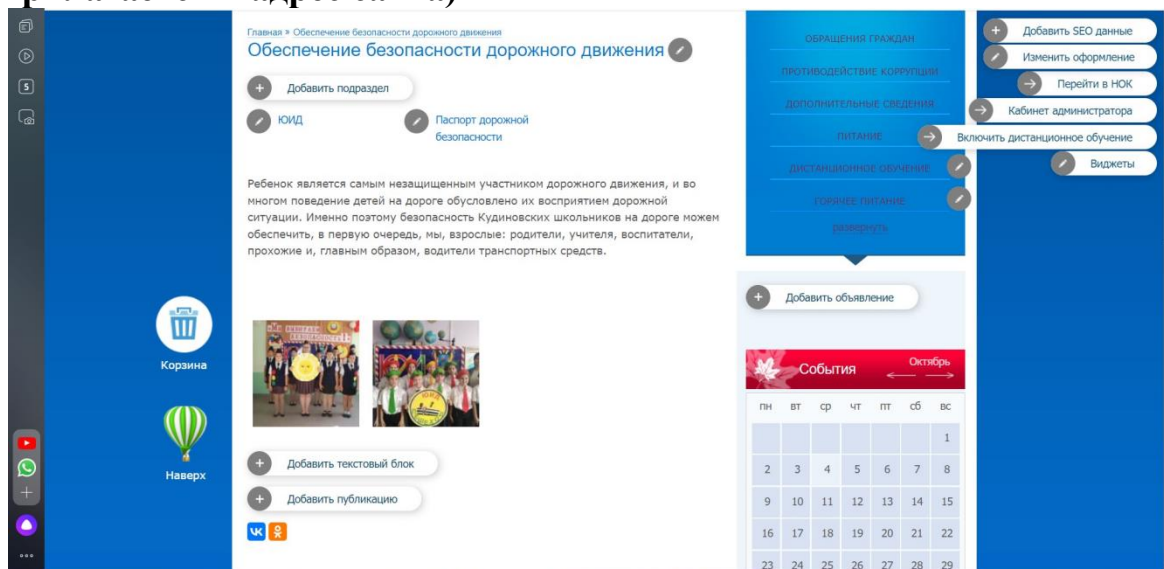 Главная » Обеспечение безопасности дорожного движения
Обеспечение безопасности дорожного движения
Добавить подраздел
ЮИД
Паспорт дорожной
безопасности
Ребенок является самым незащищенным участником дорожного движения, и во
многом поведение детей на дороге обусловлено их восприятием дорожной
ситуации. Именно поэтому безопасность Кудиновских школьников на дороге можем
обеспечить, в первую очередь, мы, взрослые: родители, учителя, воспитатели,
прохожие и, главным образом, водители транспортных средств.
Корзина
Наверх
Добавить текстовый блок
Добавить публикацию
ОБРАЩЕНИЯ ГРАЖДАН
ПРОТИВОДЕЙСТВИЕ КОРРУПЦИИ
ДОПОЛНИТЕЛЬНЫЕ СВЕДЕНИЯ
ПИТАНИЕ
ДИСТАНЦИОННОЕ ОБУЧЕНИЕ
ГОРЯЧЕЕ ПИТАНИЕ
развернуть
Добавить объявление
События
Октябрь
пн вт ср чт пт сб вс
1
2 3 4 5 6 7 8
9 10 11 12 13 14 15
16 17 18 19 20 21 22
23 24 25 26 27 28 29
Добавить SEO данные
Изменить оформление
Перейти в НОК
Кабинет администратора
Включить дистанционное обучение
Виджеты
5